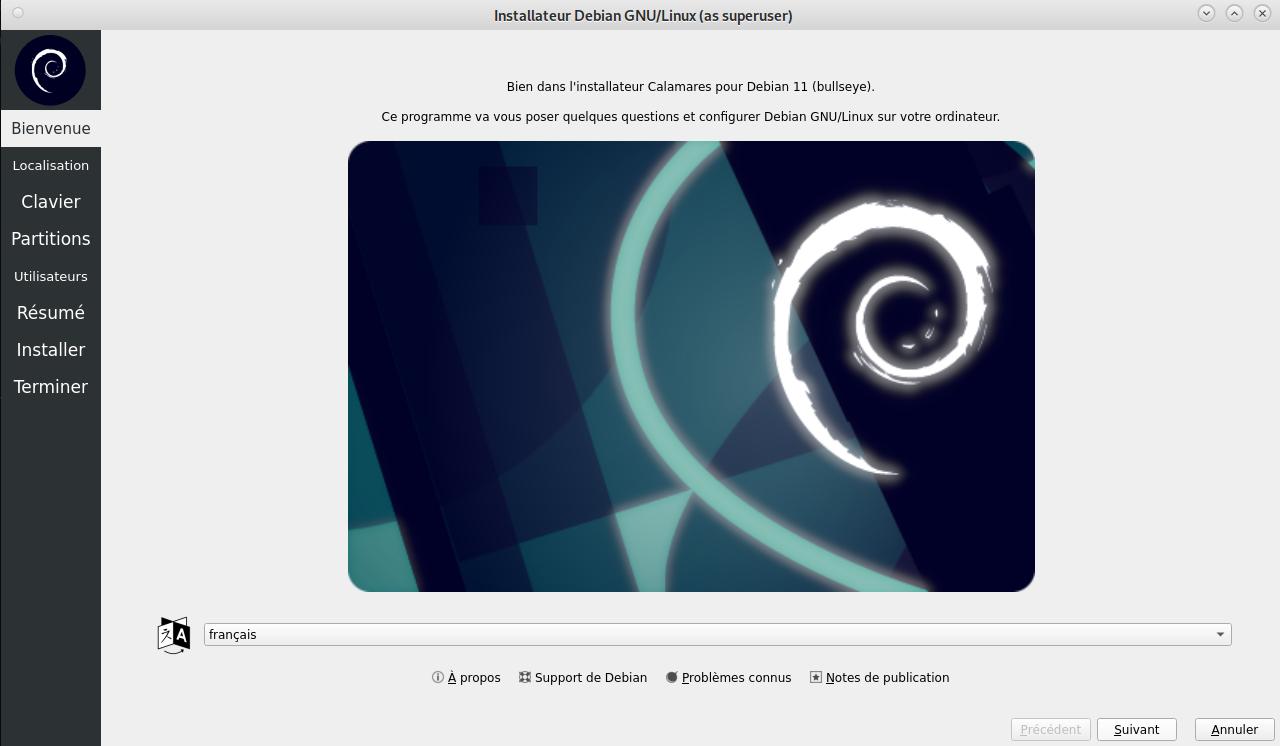 Installateur Debian GNU/Linux (as superuser)
Bienvenue
Localisation
Clavier
Partitions
Utilisateurs
Résumé
Installer
Terminer
Bien dans l'installateur Calamares pour Debian 11 (bullseye).
Ce programme va vous poser quelques questions et configurer Debian GNU/Linux sur votre ordinateur.
français
À propos
Support de Debian
Problèmes connus
Notes de publication
Précédent
Suivant
Annuler